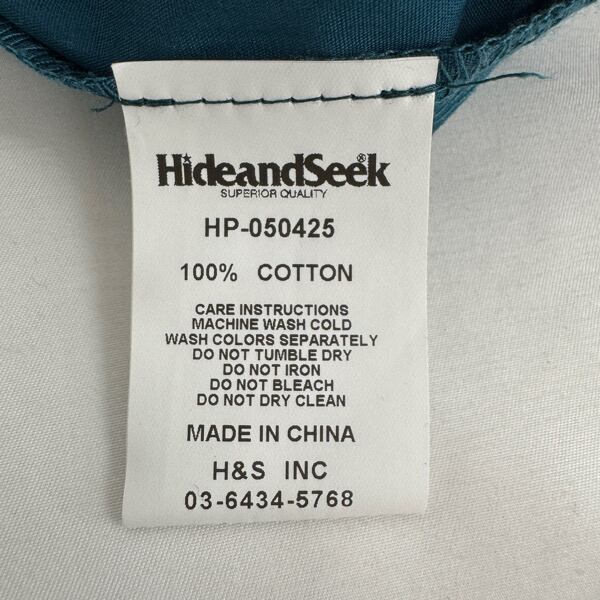 HideandSeek®
SUPERIOR QUALITY
HP-050425
100% COTTON
CARE INSTRUCTIONS
MACHINE WASH COLD
WASH COLORS SEPARATELY
DO NOT TUMBLE DRY
DO NOT IRON
DO NOT BLEACH
DO NOT DRY CLEAN
MADE IN CHINA
H&S INC
03-6434-5768